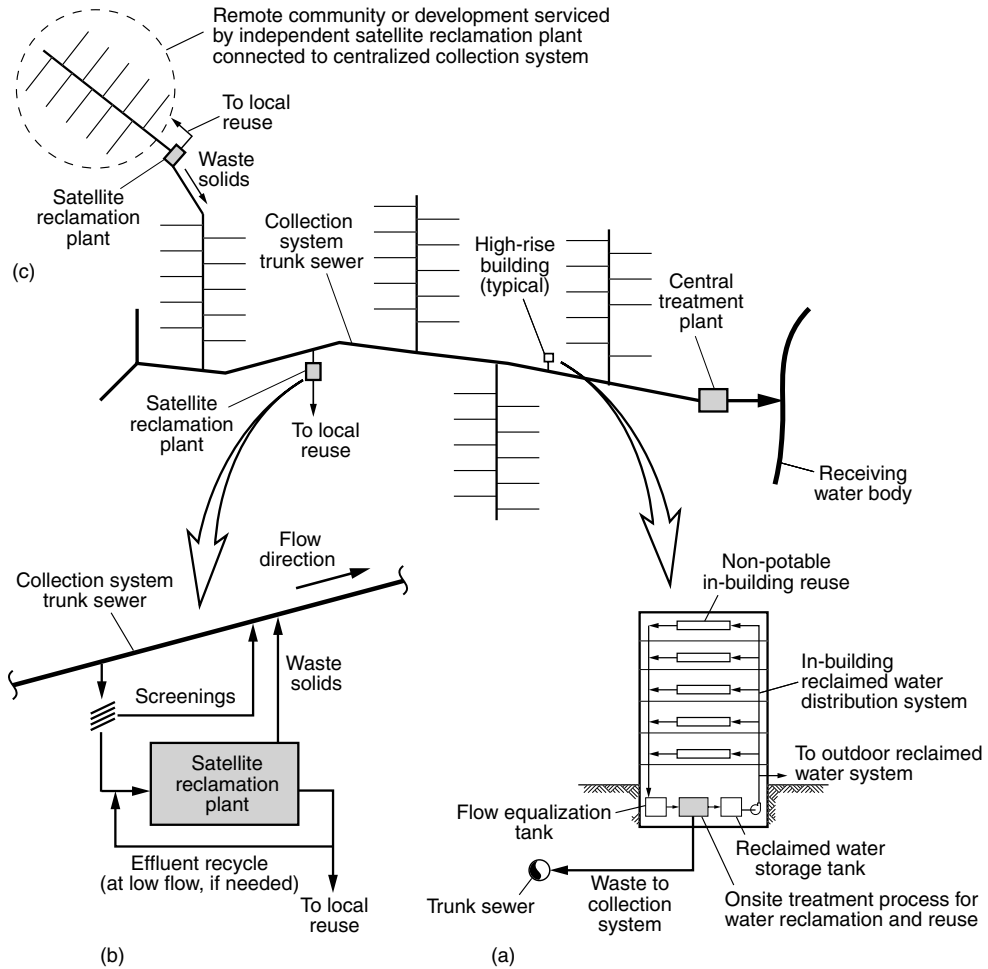 Remote community or development serviced
by independent satellite reclamation plant
connected to centralized collection system
To local
reuse
Waste
solids
Satellite
reclamation
plant
(c)
Collection
system
trunk sewer
High-rise
building
(typical)
Central
treatment
plant
Satellite
reclamation
plant
To local
reuse
Receiving
water body
Flow
direction
Collection system
trunk sewer
Screenings
Waste
solids
Satellite
reclamation
plant
Effluent recycle
(at low flow, if needed)
To local
reuse
(b)
Non-potable
in-building reuse
In-building
reclaimed water
distribution system
To outdoor reclaimed
water system
Flow equalization
tank
Reclaimed water
storage tank
Trunk sewer
Waste to
collection
system
Onsite treatment process for
water reclamation and reuse
(a)